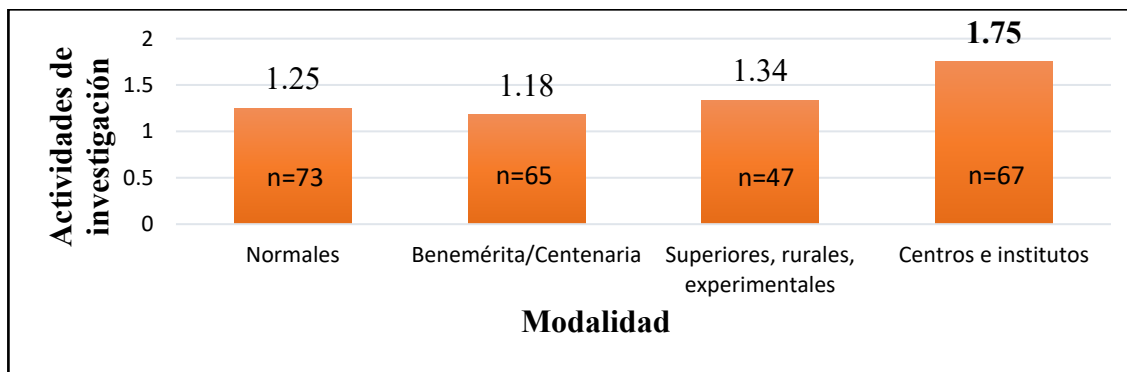 Actividades de
investigación
2
1.5
1
0.5
0
1.25
1.18
1.34
1.75
n=73
n=65
n=47
n=67
Normales
Benemérita/Centenaria
Superiores, rurales,
experimentales
Centros e institutos
Modalidad